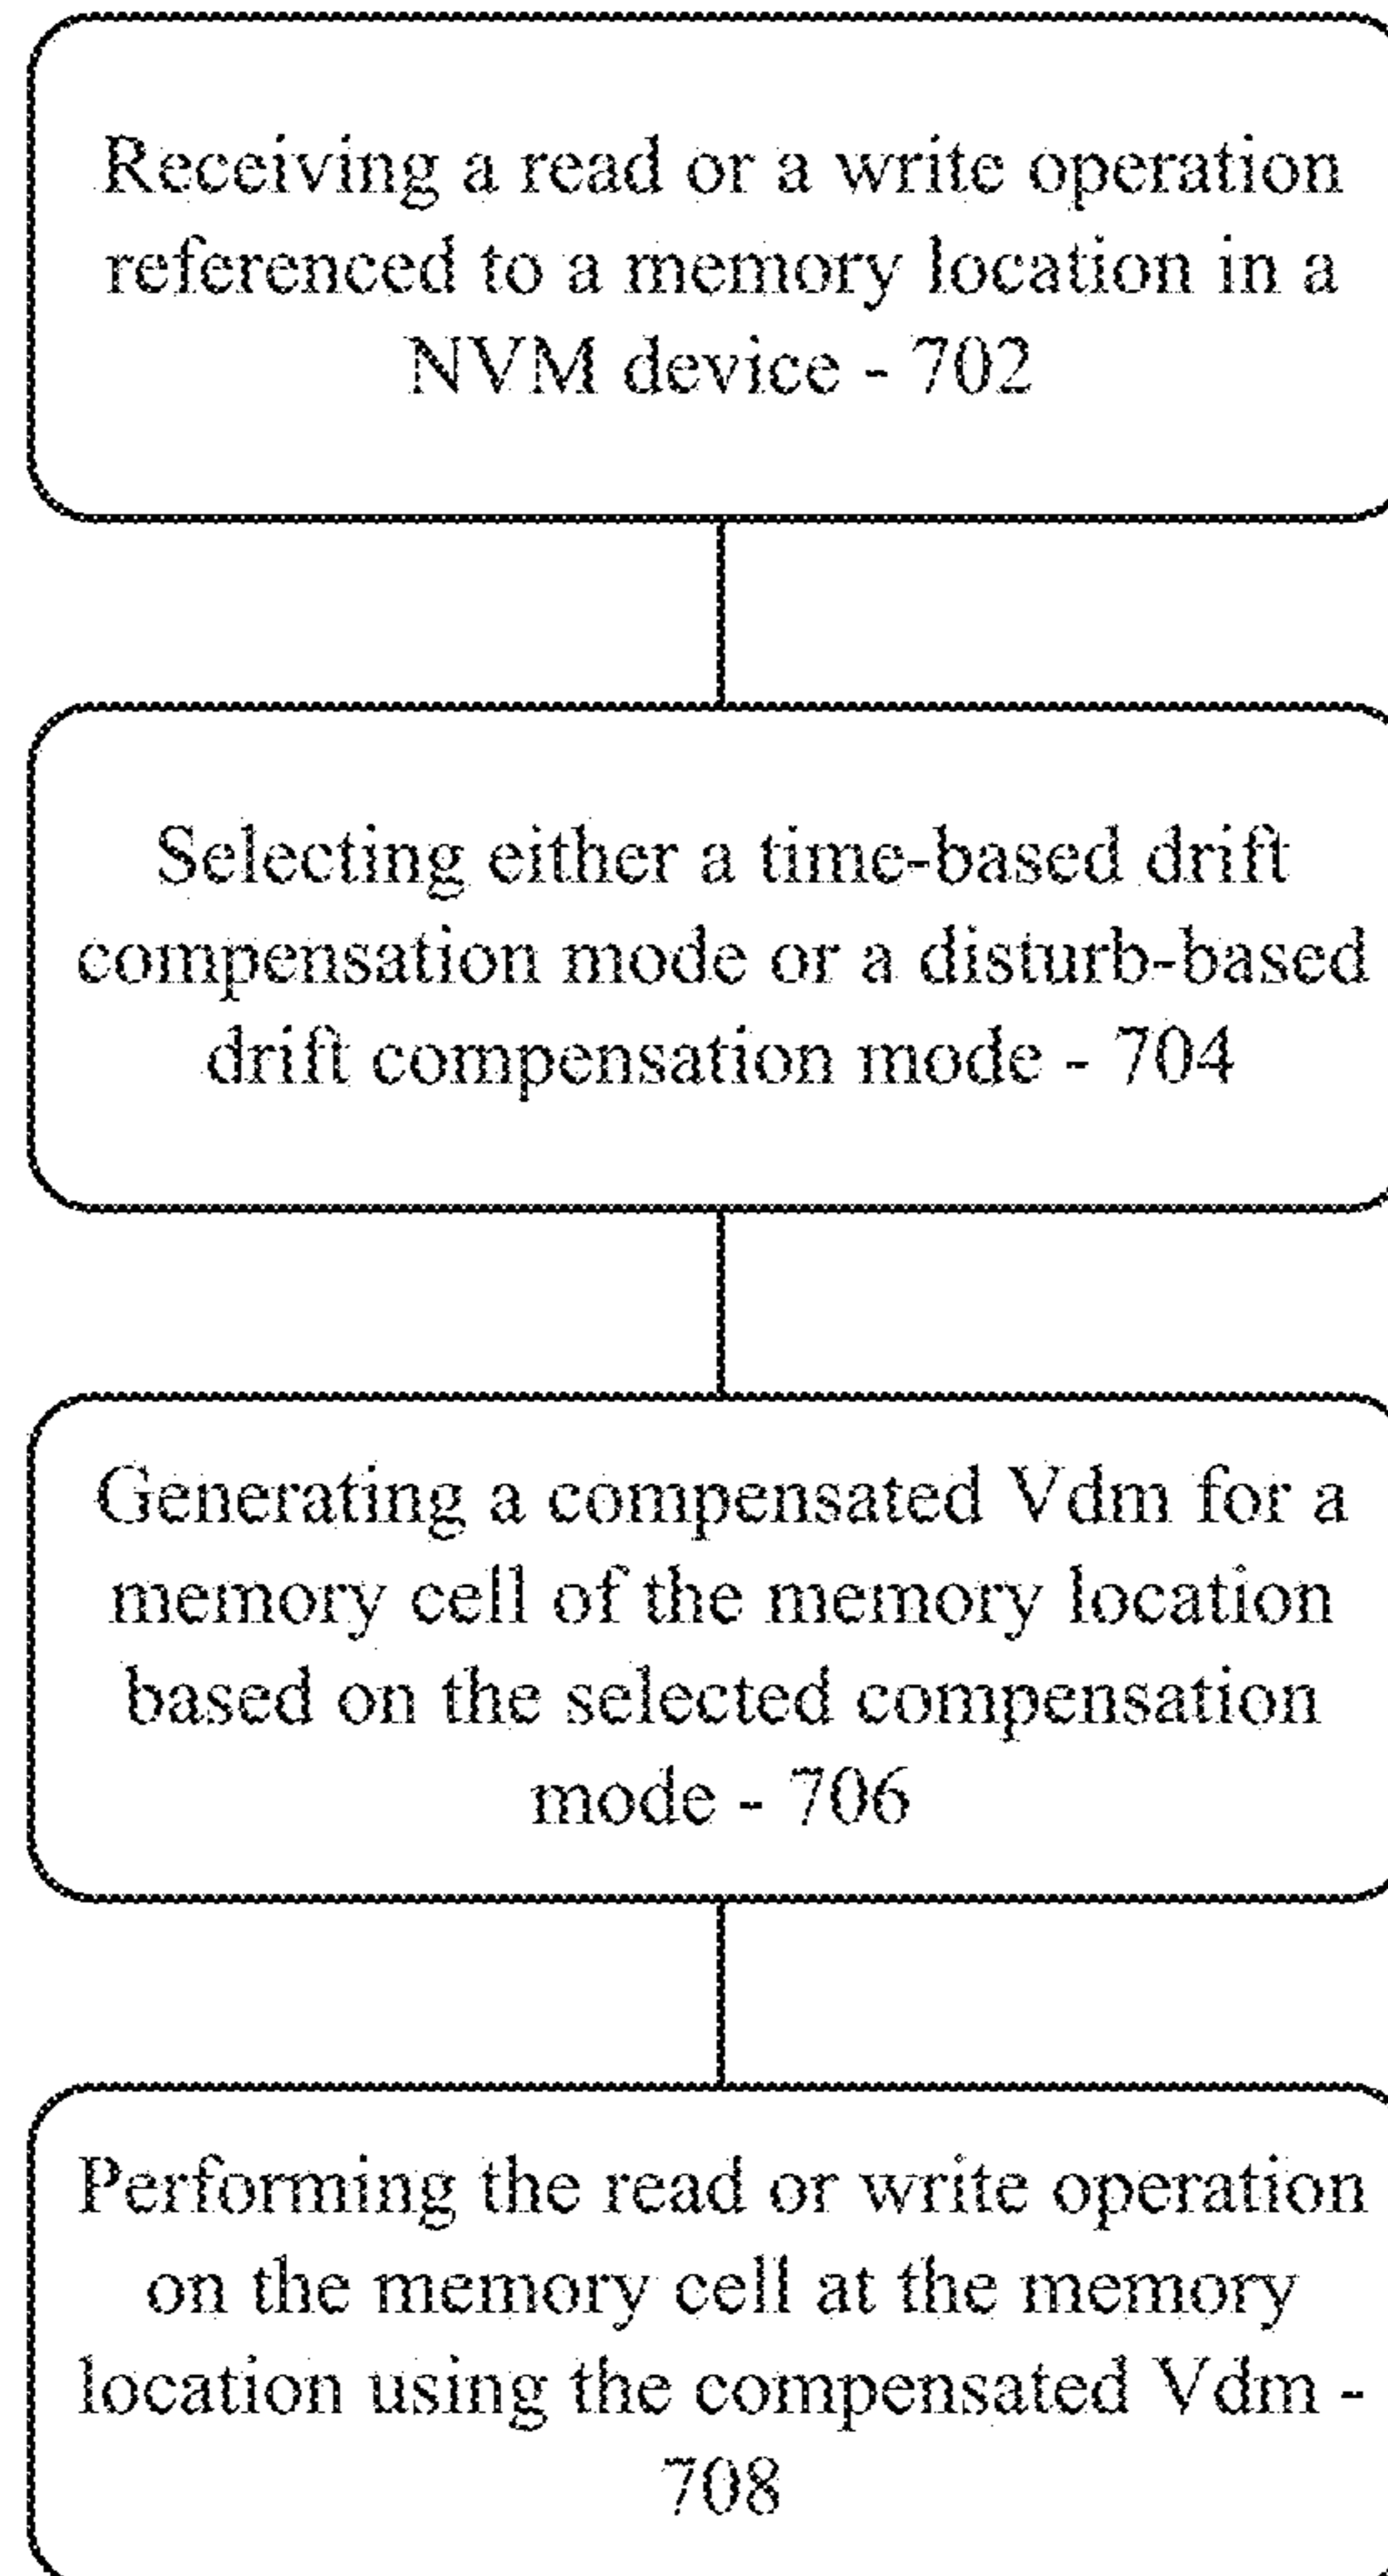 Receiving a read or a write operation
referenced to a memory location in a
NVM device - 702
Selecting either a time-based drift
compensation mode or a disturb-based
drift compensation mode - 704
Generating a compensated Vdm for a
memory cell of the memory location
based on the selected compensation
mode - 706
Performing the read or write operation
on the memory cell at the memory
location using the compensated Vdm -
708